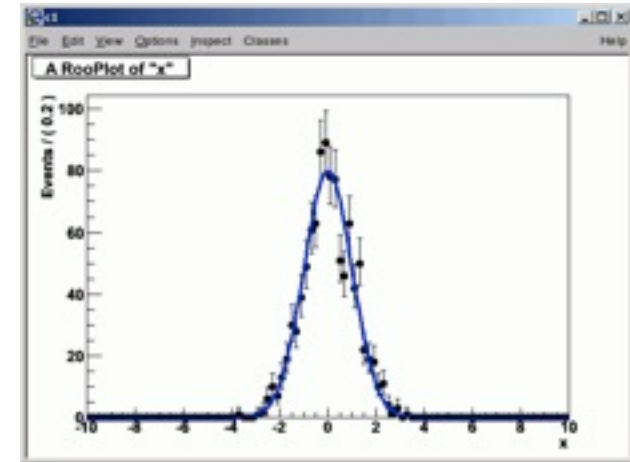 c1
File Edit View Options Inspect Classes Help
A RooPlot of "x"
Events / ( 0.2 )
100
80
60
40
20
0
-10 -8 -6 -4 -2 0 2 4 6 8 10
x